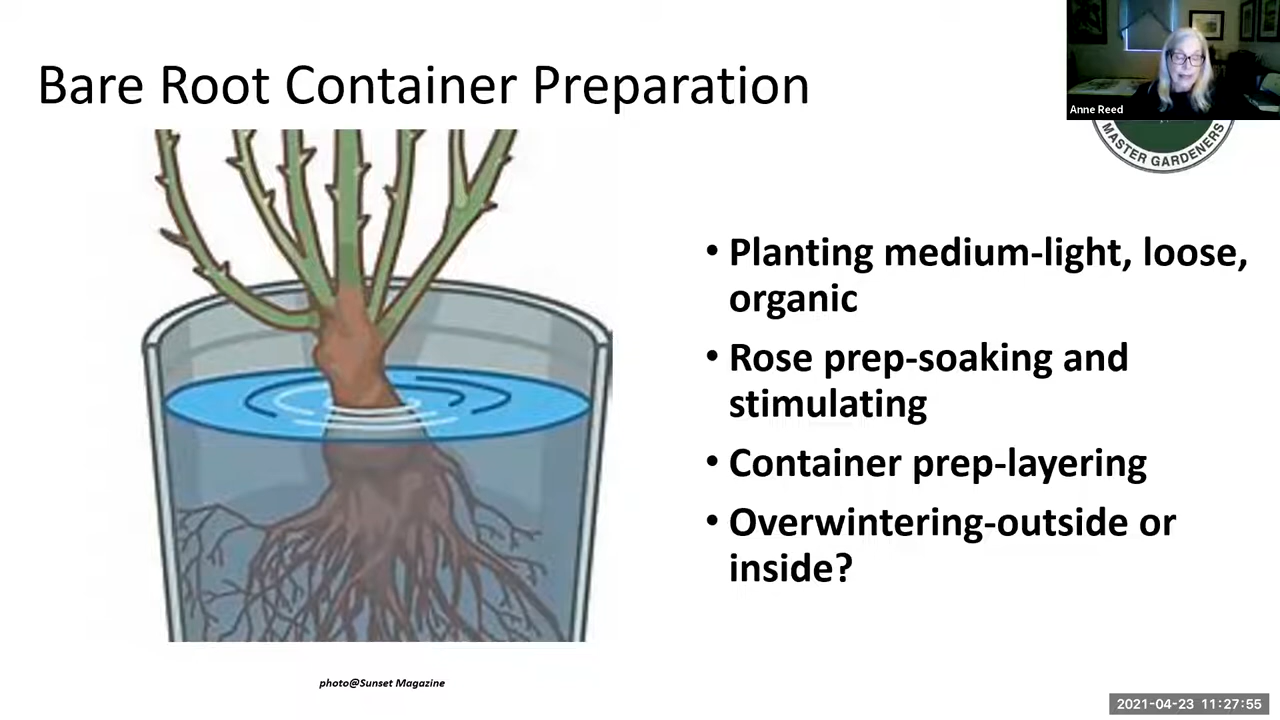 Bare Root Container Preparation
Anne Reed
MASTER GARDENERS
• Planting medium-light, loose,
organic
• Rose prep-soaking and
stimulating
• Container prep-layering
• Overwintering-outside or
inside?
photo@Sunset Magazine
2021-04-23 11:27:55